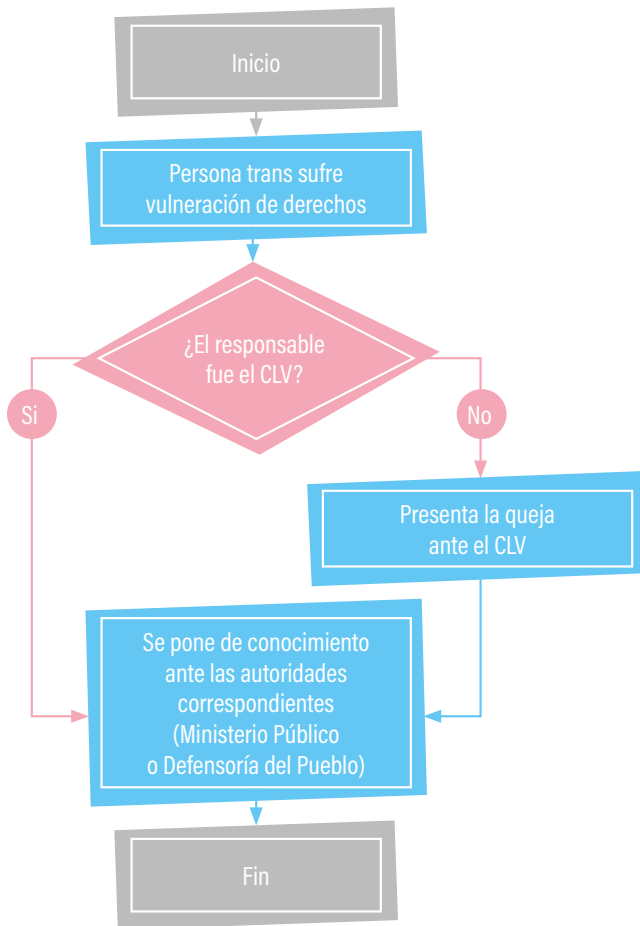 Inicio
Persona trans sufre
vulneración de derechos
¿El responsable
fue el CLV?
Si
No
Presenta la queja
ante el CLV
Se pone de conocimiento
ante las autoridades
correspondientes
(Ministerio Público
o Defensoría del Pueblo)
Fin